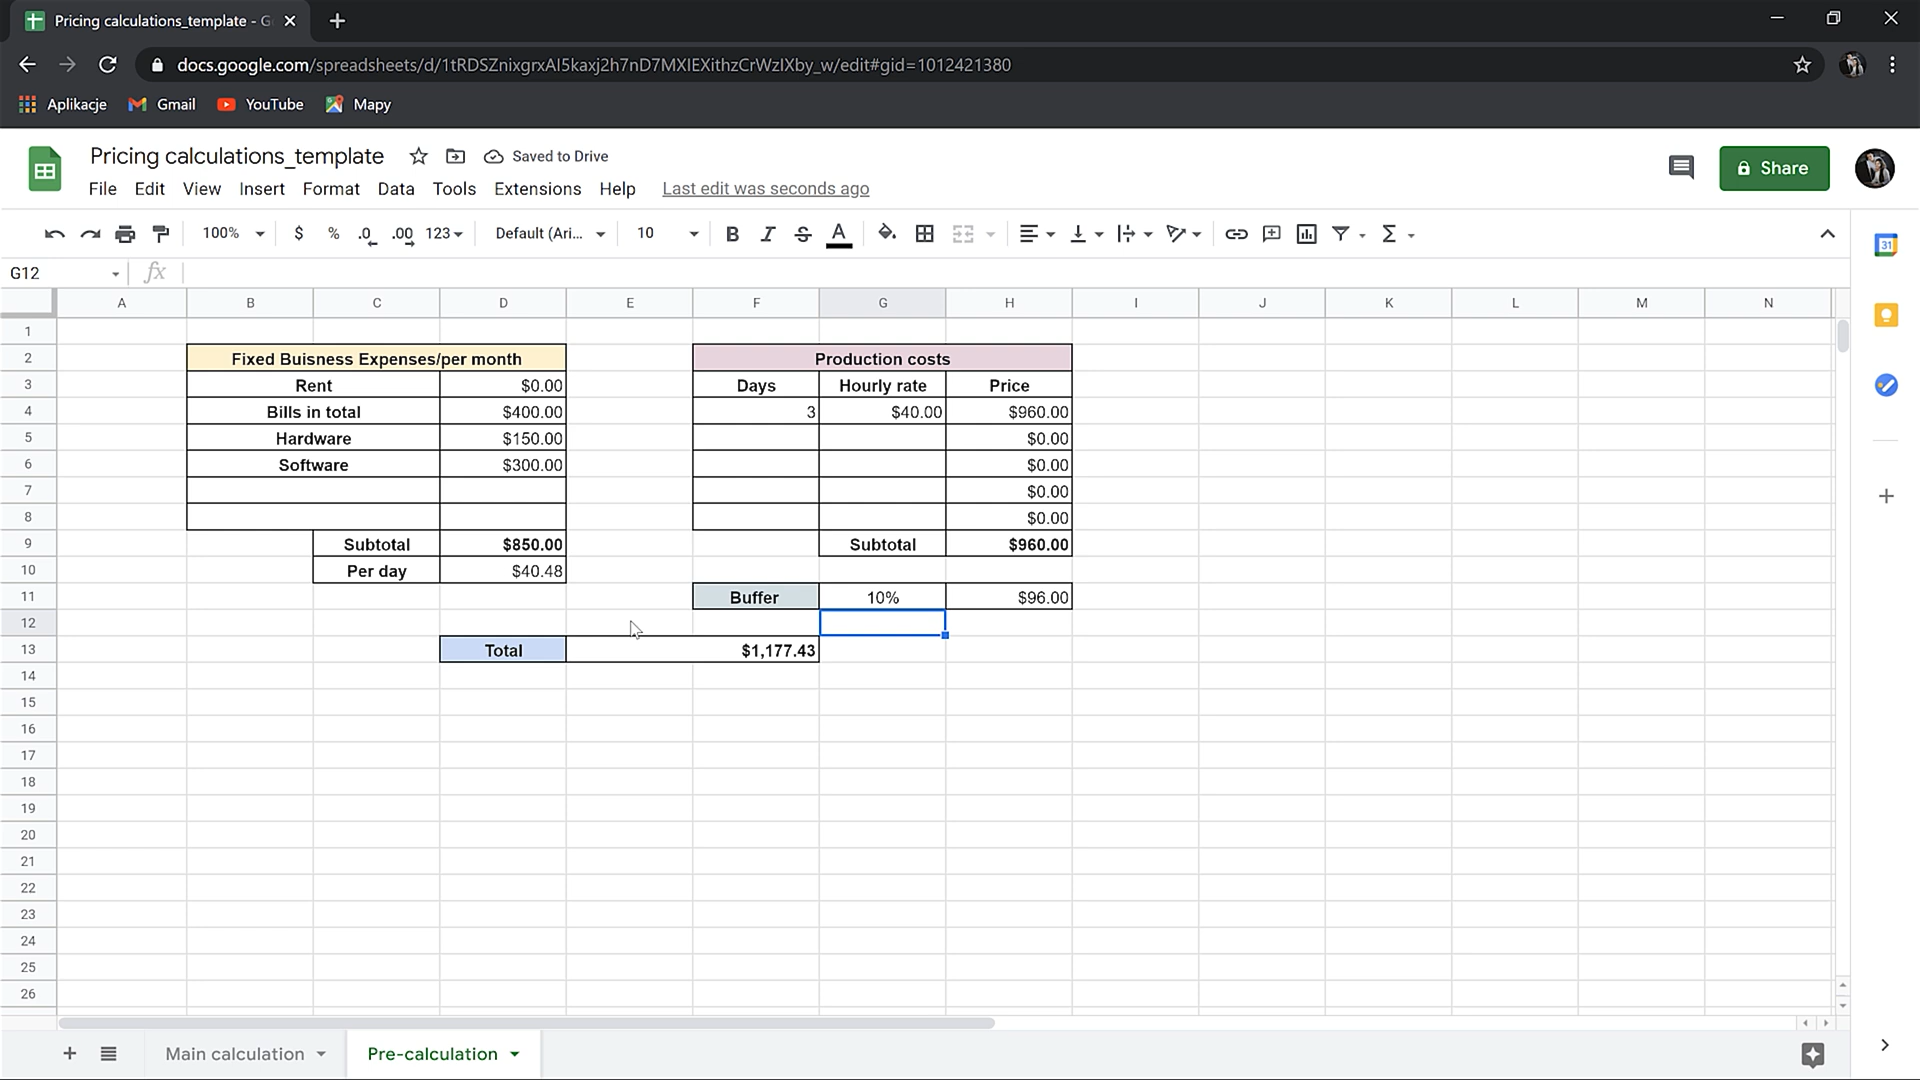 Pricing calculations_template - G
docs.google.com/spreadsheets/d/1tRDSZnixgrxAI5kaxj2h7nD7MXIEXithzCrWzIXby_w/edit#gid=1012421380
Aplikacje Gmail YouTube Mapy
Pricing calculations_template Saved to Drive
File Edit View Insert Format Data Tools Extensions Help Last edit was seconds ago
Share
100% $ % .0 .00 123 Default (Ari... 10 B I S A
31
G12 fx
A B C D E F G H I J K L M N
1
2 Fixed Buisness Expenses/per month Production costs
3 Rent $0.00 Days Hourly rate Price
4 Bills in total $400.00 3 $40.00 $960.00
5 Hardware $150.00 $0.00
6 Software $300.00 $0.00
7 $0.00
8 $0.00
9 Subtotal $850.00 Subtotal $960.00
10 Per day $40.48
11 Buffer 10% $96.00
12
13 Total $1,177.43
14
15
16
17
18
19
20
21
22
23
24
25
26
Main calculation Pre-calculation